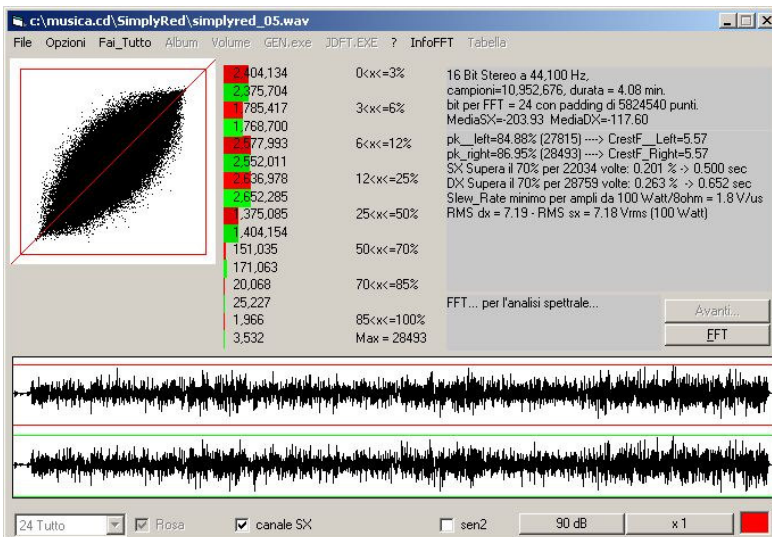 c:\musica.cd\SimplyRed\simplyred_05.wav
File Opzioni Fai_Tutto Album Volume GEN.exe JDFT.EXE ? InfoFFT Tabella
2,404,134 0<x<=3%
2,375,704
1,785,417 3<x<=6%
1,768,700
2,577,993 6<x<=12%
2,552,011
2,636,978 12<x<=25%
2,652,285
1,375,085 25<x<=50%
1,404,154
151,035 50<x<=70%
171,063
20,068 70<x<=85%
25,227
1,966 85<x<=100%
3,532 Max = 28493
16 Bit Stereo a 44,100 Hz,
campioni=10,952,676, durata = 4.08 min.
bit per FFT = 24 con padding di 5824540 punti.
MediaSX=-203.93 MediaDX=-117.60
pk__left=84.88% (27815) ----> CrestF__Left=5.57
pk_right=86.95% (28493) ----> CrestF_Right=5.57
SX Supera il 70% per 22034 volte: 0.201 % -> 0.500 sec
DX Supera il 70% per 28759 volte: 0.263 % -> 0.652 sec
Slew_Rate minimo per ampli da 100 Watt/8ohm = 1.8 V/us
RMS dx = 7.19 - RMS sx = 7.18 Vrms (100 Watt)
FFT... per l'analisi spettrale...
Avanti...
FFT
24 Tutto Rosa canale SX sen2 90 dB x 1